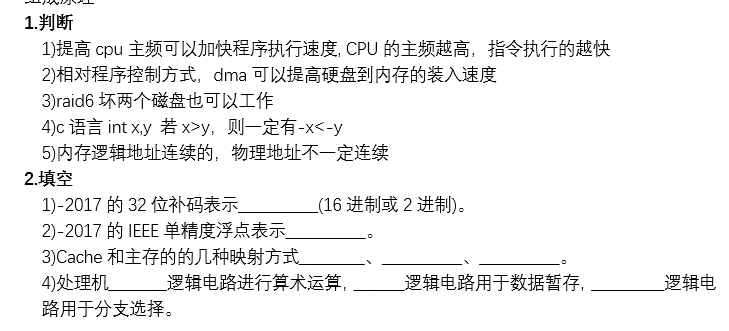 组成原理
1.判断
1)提高 cpu 主频可以加快程序执行速度, CPU 的主频越高，指令执行的越快
2)相对程序控制方式，dma 可以提高硬盘到内存的装入速度
3)raid6 坏两个磁盘也可以工作
4)c 语言 int x,y 若 x>y，则一定有-x<-y
5)内存逻辑地址连续的，物理地址不一定连续
2.填空
1)-2017 的 32 位补码表示_________(16 进制或 2 进制)。
2)-2017 的 IEEE 单精度浮点表示_________。
3)Cache 和主存的的几种映射方式_______、_________、_________。
4)处理机______逻辑电路进行算术运算, _____逻辑电路用于数据暂存, ________逻辑电
路用于分支选择。